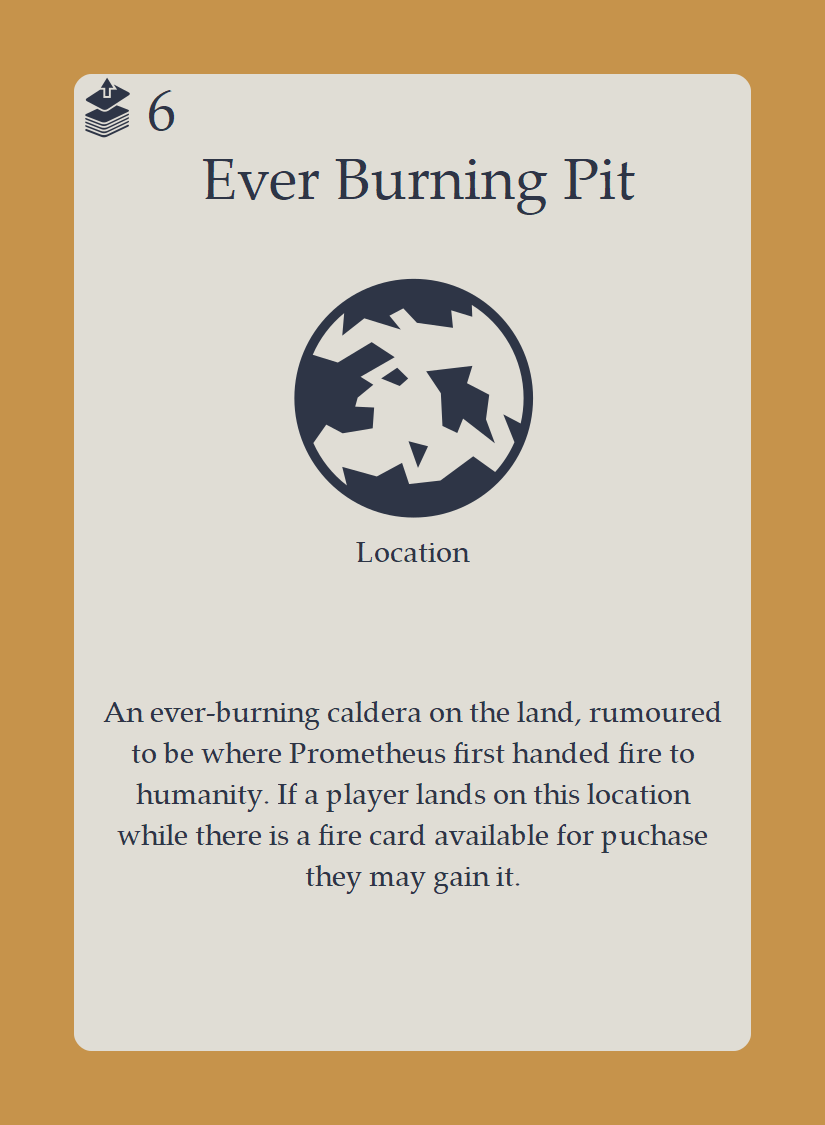 6
Ever Burning Pit
Location
An ever-burning caldera on the land, rumoured
to be where Prometheus first handed fire to
humanity. If a player lands on this location
while there is a fire card available for puchase
they may gain it.